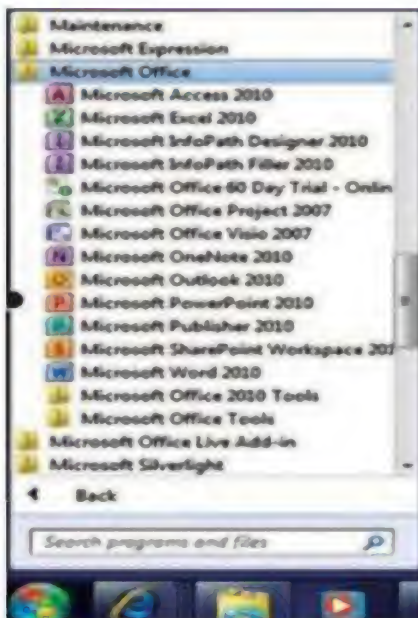 Maintenance
Microsoft Expression
Microsoft Office
Microsoft Access 2010
Microsoft Excel 2010
Microsoft InfoPath Designer 2010
Microsoft InfoPath Filler 2010
Microsoft Office 60 Day Trial - Onlin
Microsoft Office Project 2007
Microsoft Office Visio 2007
Microsoft OneNote 2010
Microsoft Outlook 2010
Microsoft PowerPoint 2010
Microsoft Publisher 2010
Microsoft SharePoint Workspace 201
Microsoft Word 2010
Microsoft Office 2010 Tools
Microsoft Office Tools
Microsoft Office Live Add-in
Microsoft Silverlight
Back
Search programs and files